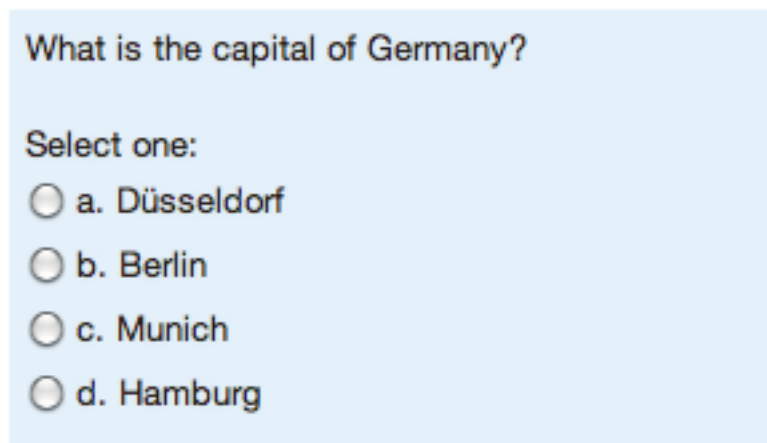 What is the capital of Germany?
Select one:
a. Düsseldorf
b. Berlin
c. Munich
d. Hamburg